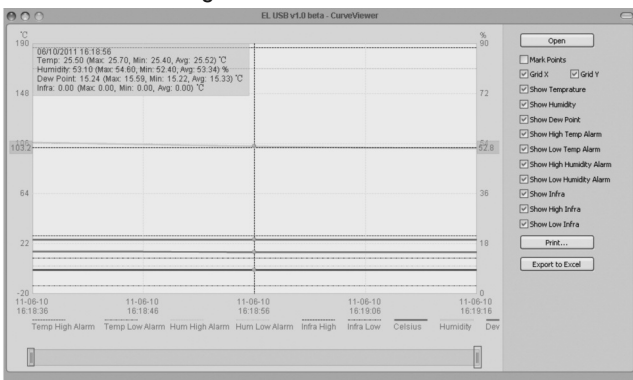 EL USB v1.0 beta - CurveViewer
℃
%
190
90
06/10/2011 16:18:56
Temp: 25.50 (Max: 25.70, Min: 25.40, Avg: 25.52) ℃
Humidity: 53.10 (Max: 54.60, Min: 52.40, Avg: 53.34) %
Dew Point: 15.24 (Max: 15.59, Min: 15.22, Avg: 15.33) ℃
Infra: 0.00 (Max: 0.00, Min: 0.00, Avg: 0.00) ℃
148
72
103.2
52.8
64
36
22
18
-20
0
11-06-10 11-06-10 11-06-10 11-06-10 11-06-10
16:18:36 16:18:46 16:18:56 16:19:06 16:19:16
Temp High Alarm Temp Low Alarm Hum High Alarm Hum Low Alarm Infra High Infra Low Celsius Humidity Dev
Open
Mark Points
Grid X Grid Y
Show Temprature
Show Humidity
Show Dew Point
Show High Temp Alarm
Show Low Temp Alarm
Show High Humidity Alarm
Show Low Humidity Alarm
Show Infra
Show High Infra
Show Low Infra
Print...
Export to Excel